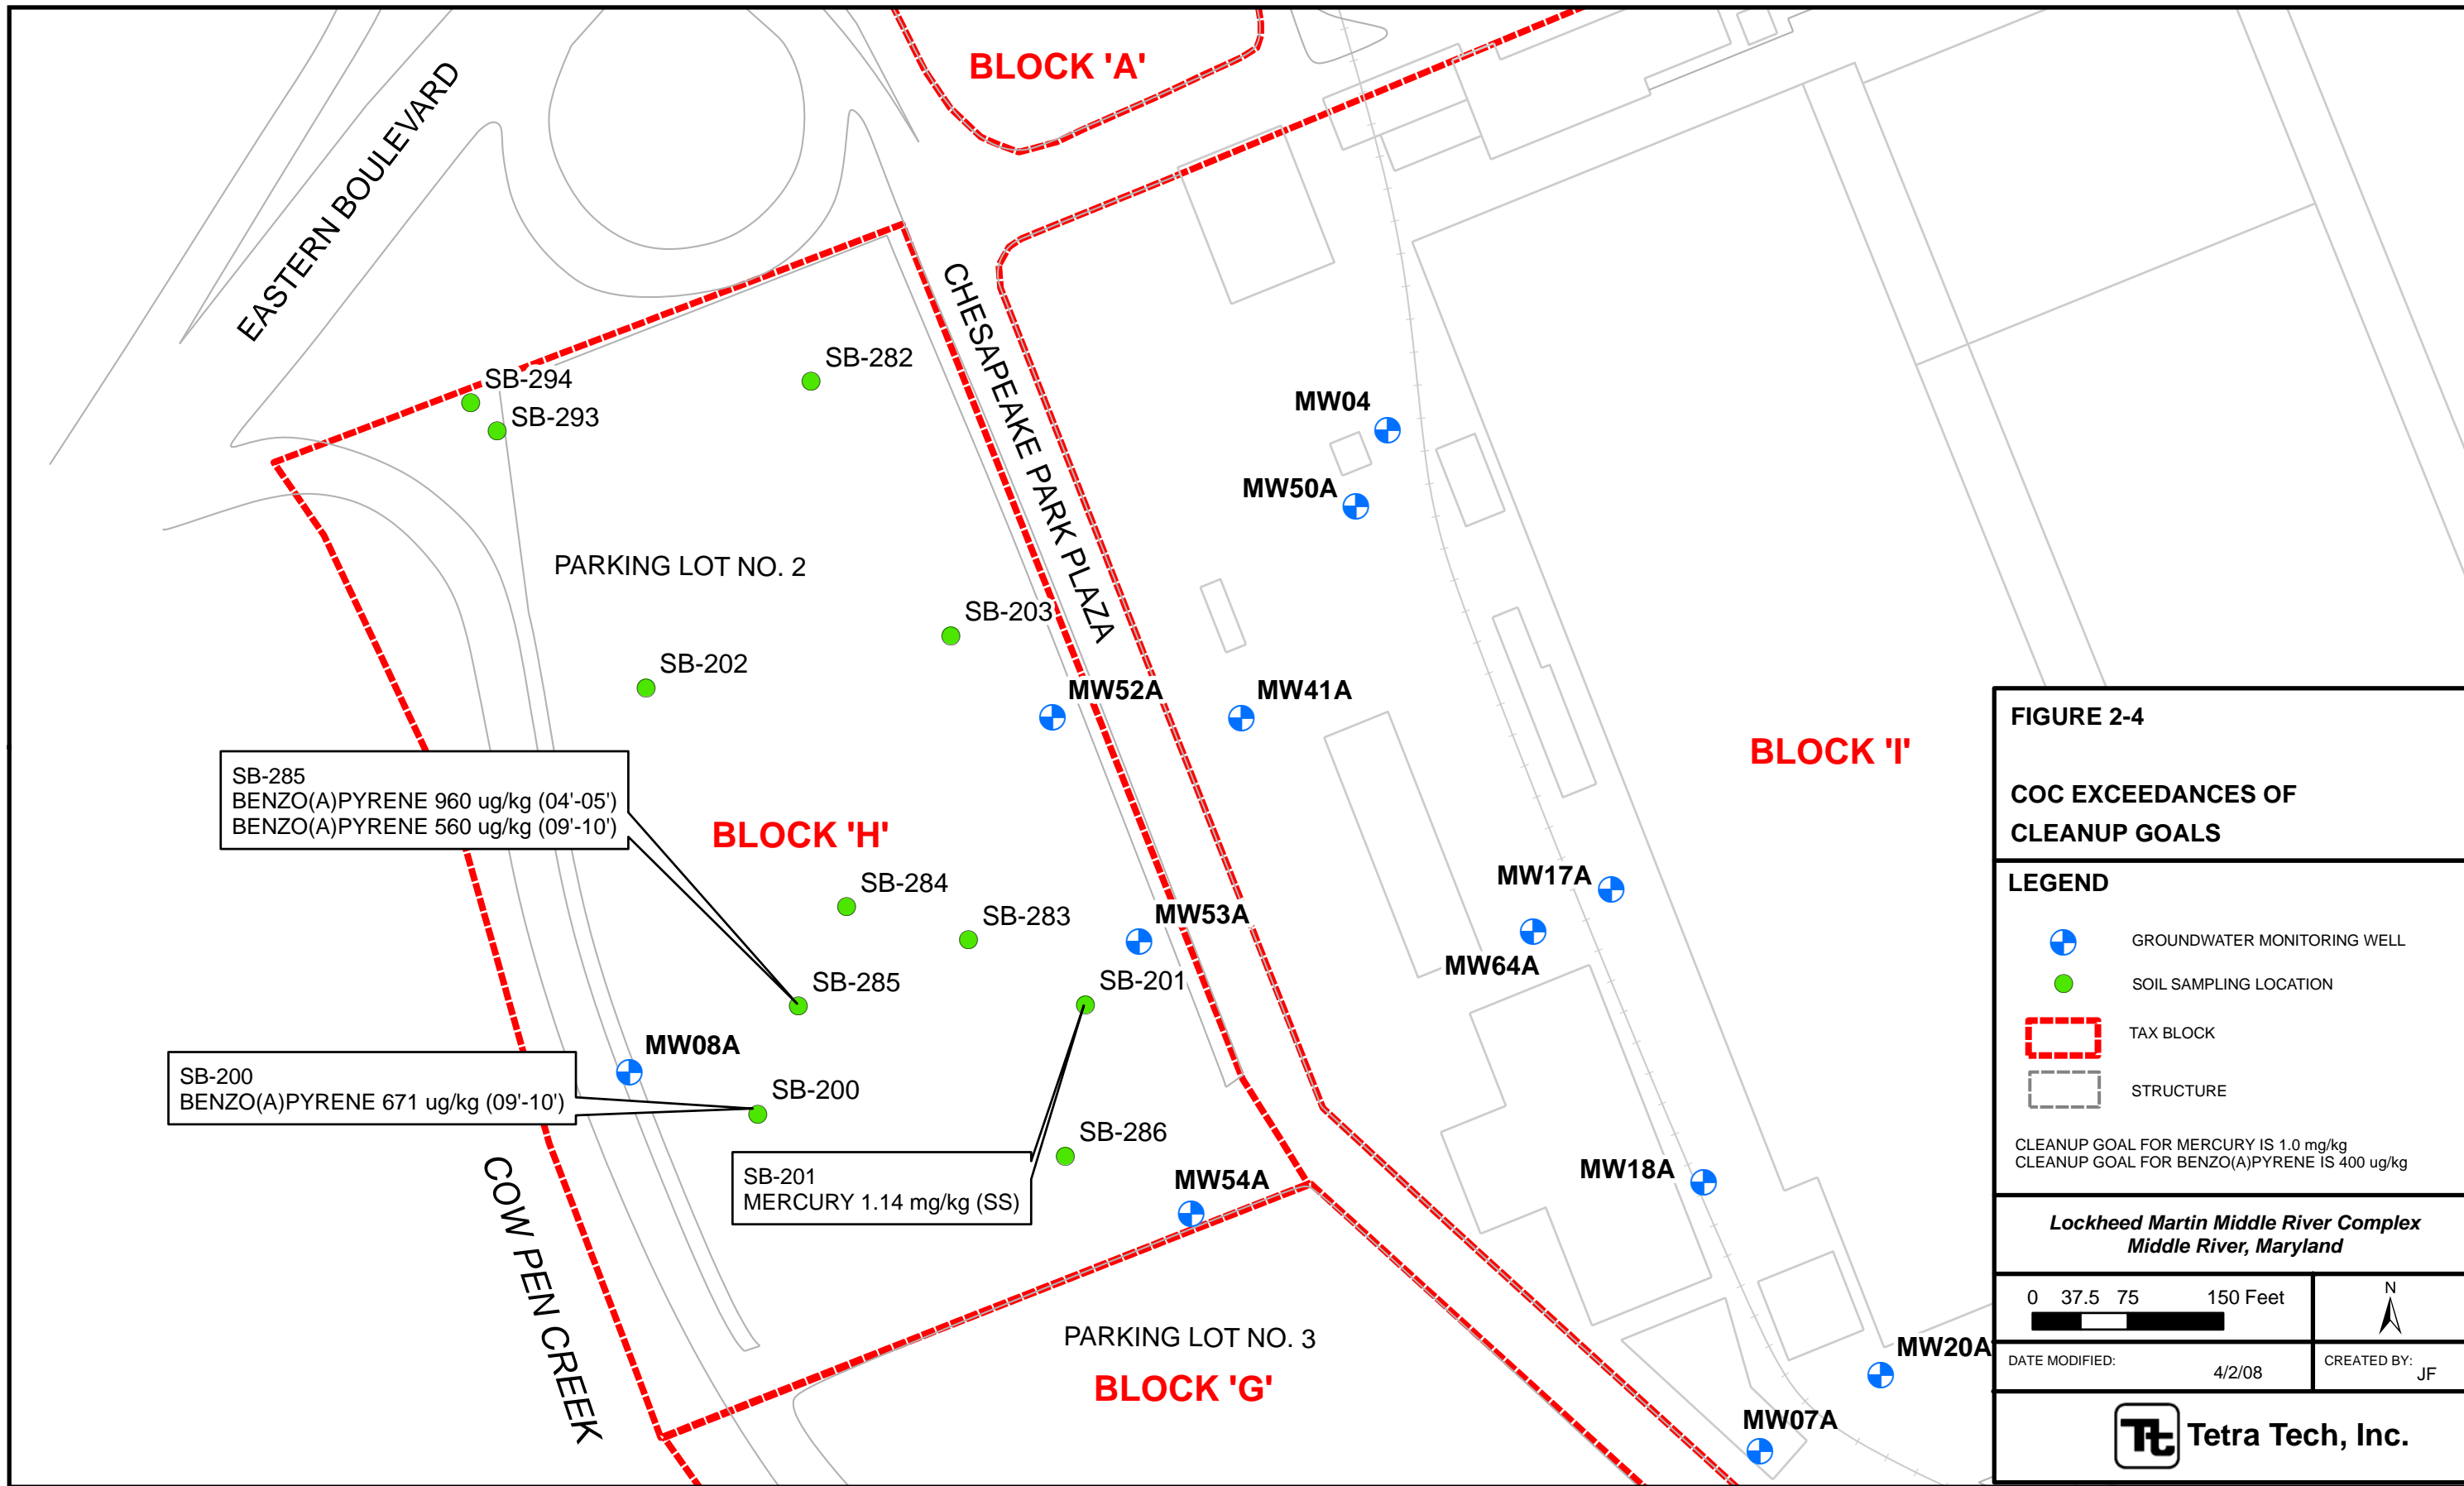 BLOCK 'A'
EASTERN BOULEVARD
CHESAPEAKE PARK PLAZA
SB-294
SB-293
SB-282
MW04
MW50A
PARKING LOT NO. 2
SB-203
SB-202
MW52A
MW41A
BLOCK 'I'
SB-285
BENZO(A)PYRENE 960 ug/kg (04'-05')
BENZO(A)PYRENE 560 ug/kg (09'-10')
BLOCK 'H'
SB-284
SB-283
MW53A
MW17A
MW64A
SB-285
SB-201
MW08A
SB-200
BENZO(A)PYRENE 671 ug/kg (09'-10')
SB-200
SB-286
SB-201
MERCURY 1.14 mg/kg (SS)
MW54A
MW18A
COW PEN CREEK
PARKING LOT NO. 3
BLOCK 'G'
MW20A
MW07A
FIGURE 2-4
COC EXCEEDANCES OF
CLEANUP GOALS
LEGEND
GROUNDWATER MONITORING WELL
SOIL SAMPLING LOCATION
TAX BLOCK
STRUCTURE
CLEANUP GOAL FOR MERCURY IS 1.0 mg/kg
CLEANUP GOAL FOR BENZO(A)PYRENE IS 400 ug/kg
Lockheed Martin Middle River Complex
Middle River, Maryland
0 37.5 75 150 Feet
N
DATE MODIFIED: 4/2/08
CREATED BY: JF
Tt Tetra Tech, Inc.